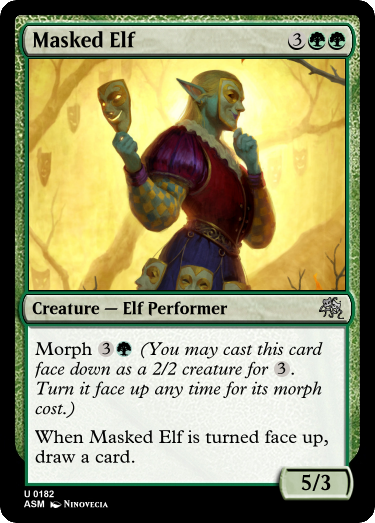 Masked Elf 3
Creature — Elf Performer
Morph 3 (You may cast this card
face down as a 2/2 creature for 3.
Turn it face up any time for its morph
cost.)
When Masked Elf is turned face up,
draw a card.
5/3
U 0182
ASM Ninovecia